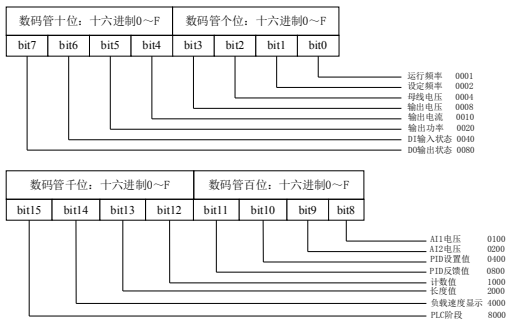 数码管十位：十六进制0～F 数码管个位：十六进制0～F
bit7 bit6 bit5 bit4 bit3 bit2 bit1 bit0
运行频率 0001
设定频率 0002
母线电压 0004
输出电压 0008
输出电流 0010
输出功率 0020
DI输入状态 0040
DO输出状态 0080
数码管千位：十六进制0～F 数码管百位：十六进制0～F
bit15 bit14 bit13 bit12 bit11 bit10 bit9 bit8
AI1电压 0100
AI2电压 0200
PID设置值 0400
PID反馈值 0800
计数值 1000
长度值 2000
负载速度显示 4000
PLC阶段 8000